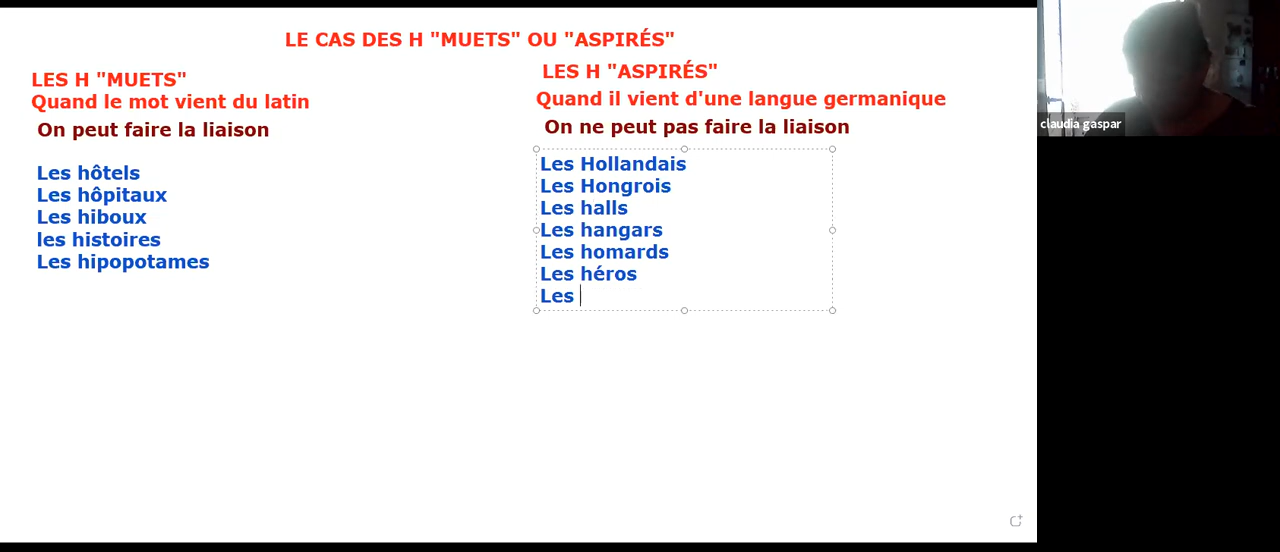 LE CAS DES H "MUETS" OU "ASPIRÉS"
LES H "MUETS"
Quand le mot vient du latin
On peut faire la liaison
Les hôtels
Les hôpitaux
Les hiboux
les histoires
Les hipopotames
LES H "ASPIRÉS"
Quand il vient d'une langue germanique
On ne peut pas faire la liaison
Les Hollandais
Les Hongrois
Les halls
Les hangars
Les homards
Les héros
Les
claudia gaspar